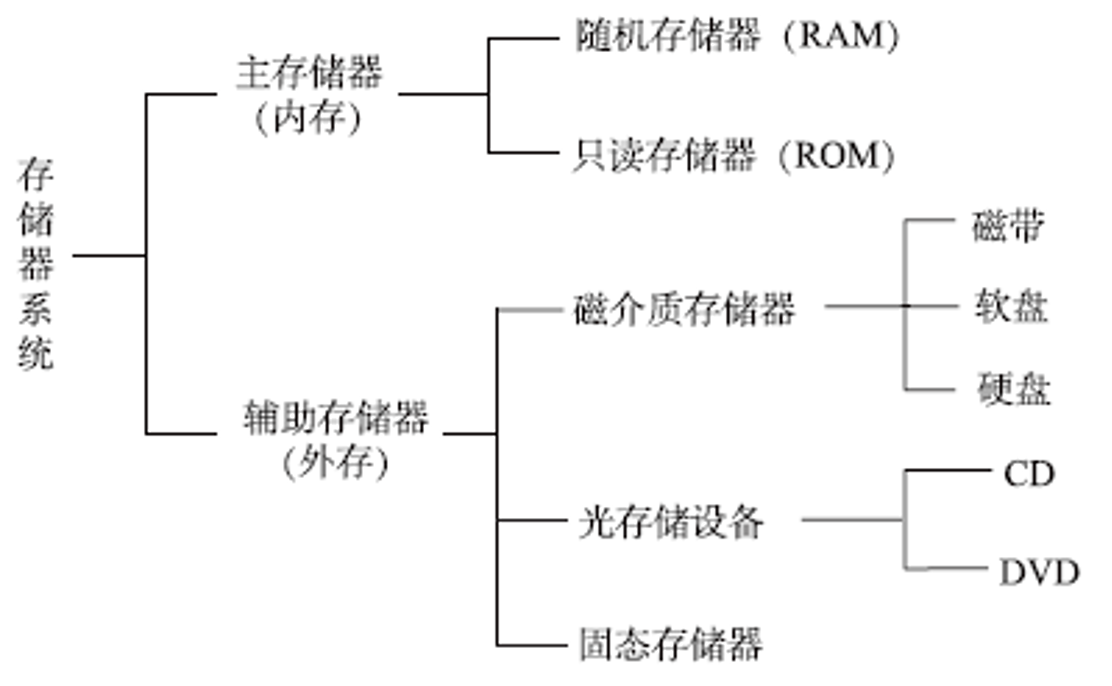 存储器系统
主存储器
（内存）
随机存储器（RAM）
只读存储器（ROM）
辅助存储器
（外存）
磁介质存储器
磁带
软盘
硬盘
光存储设备
CD
DVD
固态存储器